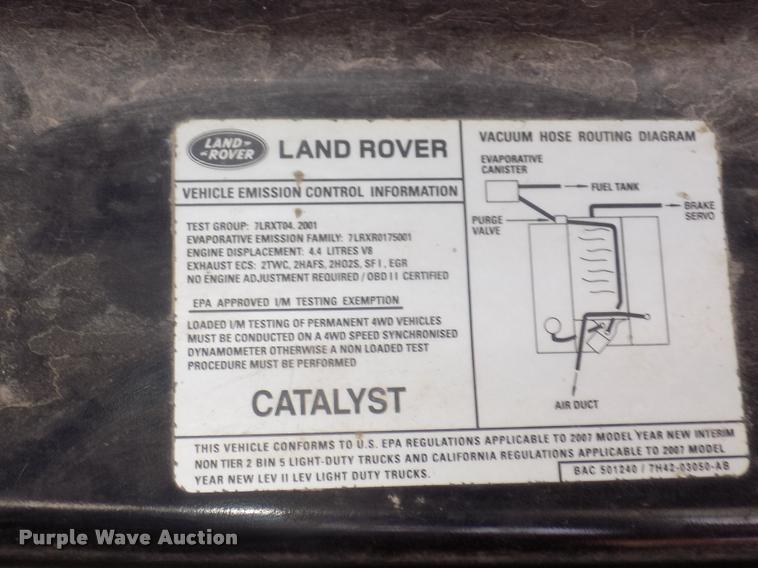 LAND ROVER
LAND ROVER
VEHICLE EMISSION CONTROL INFORMATION
TEST GROUP: 7LRXT04.2001
EVAPORATIVE EMISSION FAMILY: 7LRXR0175001
ENGINE DISPLACEMENT: 4.4 LITRES V8
EXHAUST ECS: 2TWC, 2HAFS, 2HO2S, SFI, EGR
NO ENGINE ADJUSTMENT REQUIRED / OBD II CERTIFIED
EPA APPROVED I/M TESTING EXEMPTION
LOADED I/M TESTING OF PERMANENT 4WD VEHICLES
MUST BE CONDUCTED ON A 4WD SPEED SYNCHRONISED
DYNAMOMETER OTHERWISE A NON LOADED TEST
PROCEDURE MUST BE PERFORMED
CATALYST
VACUUM HOSE ROUTING DIAGRAM
EVAPORATIVE
CANISTER
FUEL TANK
BRAKE
SERVO
PURGE
VALVE
AIR DUCT
THIS VEHICLE CONFORMS TO U.S. EPA REGULATIONS APPLICABLE TO 2007 MODEL YEAR NEW INTERIM
NON TIER 2 BIN 5 LIGHT-DUTY TRUCKS AND CALIFORNIA REGULATIONS APPLICABLE TO 2007 MODEL
YEAR NEW LEV II LEV LIGHT DUTY TRUCKS.
BAC 501240 / 7H42-03050-AB
Purple Wave Auction